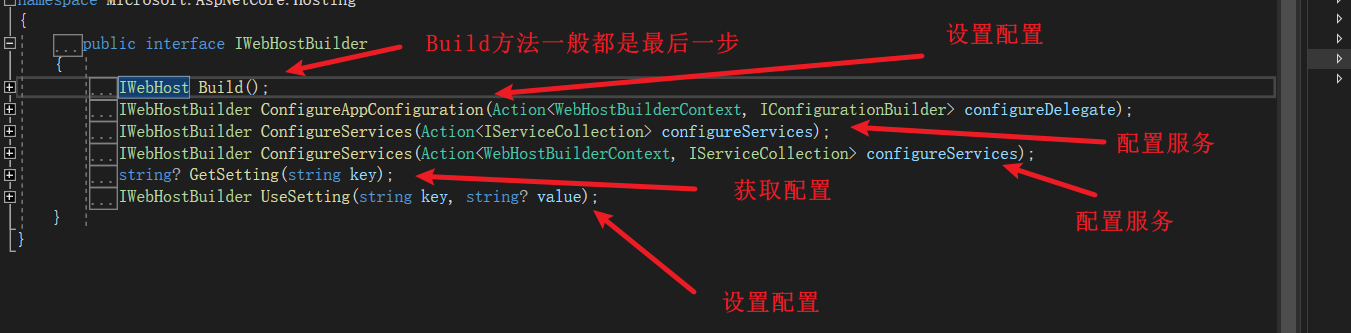 namespace Microsoft.AspNetCore.Hosting
{
...public interface IWebHostBuilder
Build方法一般都是最后一步
设置配置
{
...IWebHost Build();
...IWebHostBuilder ConfigureAppConfiguration(Action<WebHostBuilderContext, IConfigurationBuilder> configureDelegate);
...IWebHostBuilder ConfigureServices(Action<IServiceCollection> configureServices);
配置服务
...IWebHostBuilder ConfigureServices(Action<WebHostBuilderContext, IServiceCollection> configureServices);
...string? GetSetting(string key);
获取配置
...IWebHostBuilder UseSetting(string key, string? value);
配置服务
}
}
设置配置